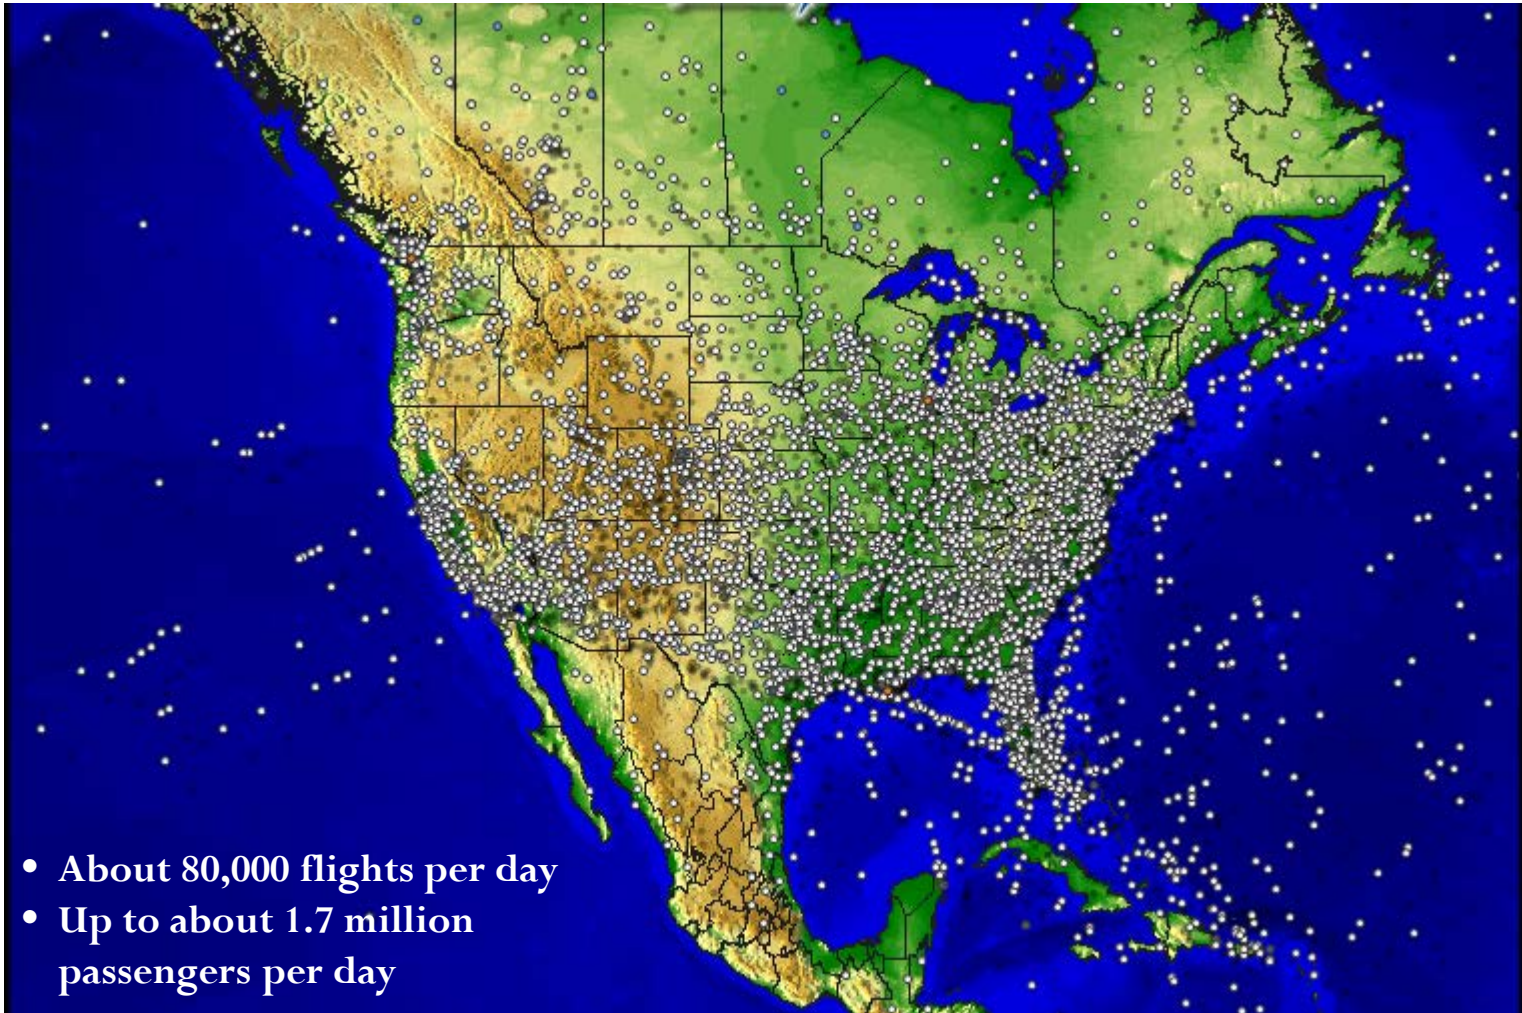 • About 80,000 flights per day
• Up to about 1.7 million
passengers per day